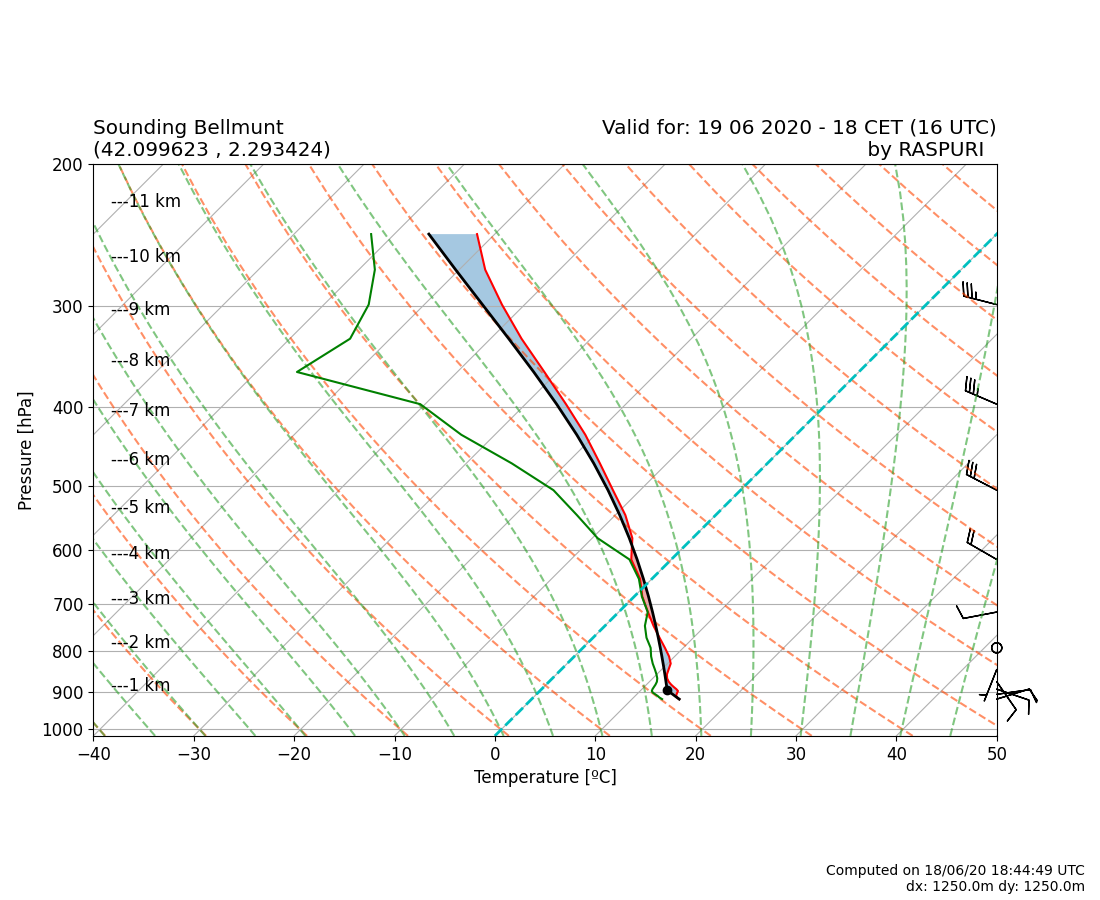 Sounding Bellmunt
(42.099623 , 2.293424)
Valid for: 19 06 2020 - 18 CET (16 UTC)
by RASPURI
200
300
400
500
600
700
800
900
1000
Pressure [hPa]
---11 km
---10 km
---9 km
---8 km
---7 km
---6 km
---5 km
---4 km
---3 km
---2 km
---1 km
−40 −30 −20 −10 0 10 20 30 40 50
Temperature [ºC]
Computed on 18/06/20 18:44:49 UTC
dx: 1250.0m dy: 1250.0m